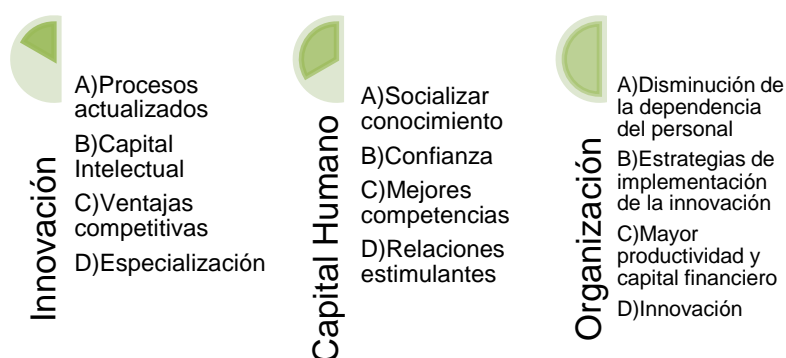 Innovación
A)Procesos
actualizados
B)Capital
Intelectual
C)Ventajas
competitivas
D)Especialización
Capital Humano
A)Socializar
conocimiento
B)Confianza
C)Mejores
competencias
D)Relaciones
estimulantes
Organización
A)Disminución de
la dependencia
del personal
B)Estrategias de
implementación
de la innovación
C)Mayor
productividad y
capital financiero
D)Innovación